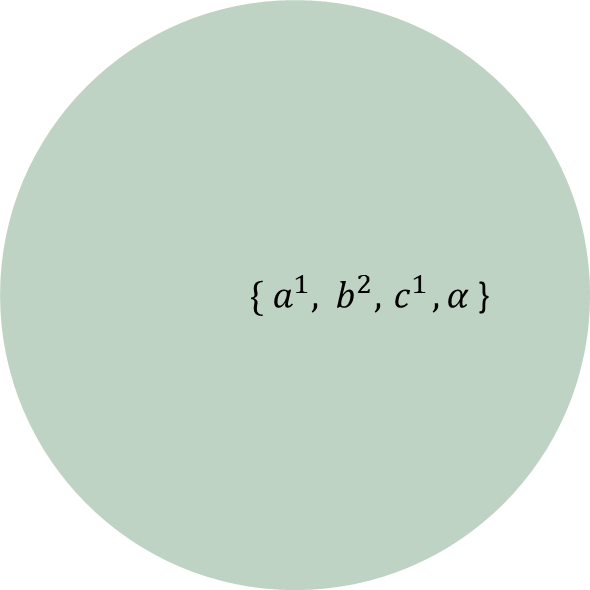 { a¹, b², c¹, α }